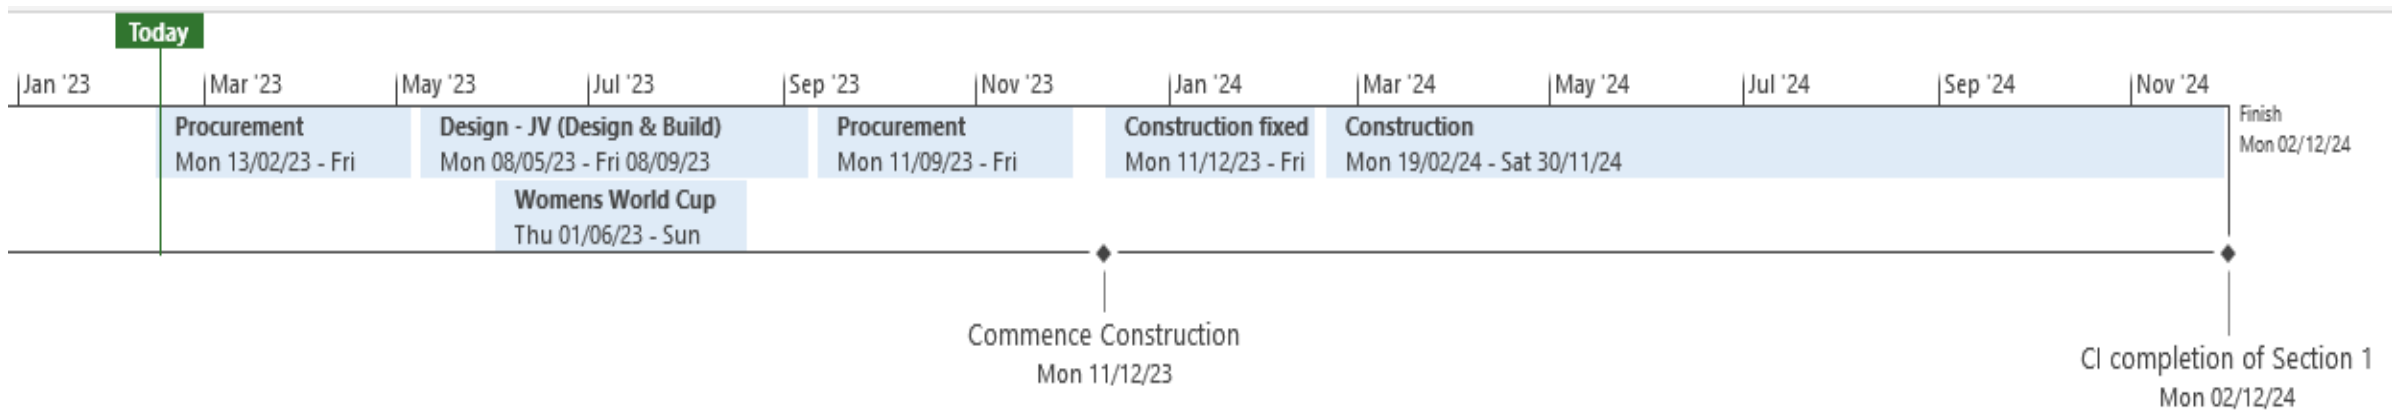 Today
Jan '23
Mar '23
May '23
Jul '23
Sep '23
Nov '23
Jan '24
Mar '24
May '24
Jul '24
Sep '24
Nov '24
Procurement
Mon 13/02/23 - Fri
Design - JV (Design & Build)
Mon 08/05/23 - Fri 08/09/23
Procurement
Mon 11/09/23 - Fri
Construction fixed
Mon 11/12/23 - Fri
Construction
Mon 19/02/24 - Sat 30/11/24
Finish
Mon 02/12/24
Womens World Cup
Thu 01/06/23 - Sun
Commence Construction
Mon 11/12/23
CI completion of Section 1
Mon 02/12/24